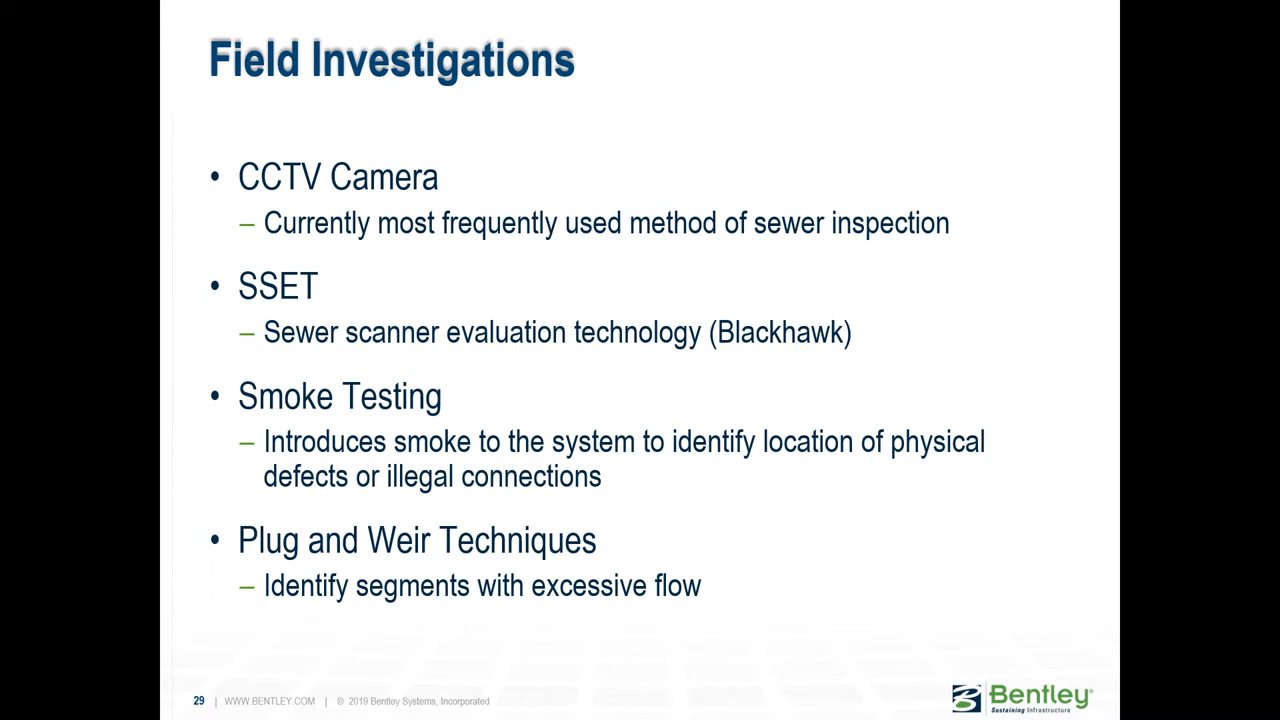 Field Investigations
• CCTV Camera
– Currently most frequently used method of sewer inspection
• SSET
– Sewer scanner evaluation technology (Blackhawk)
• Smoke Testing
– Introduces smoke to the system to identify location of physical
defects or illegal connections
• Plug and Weir Techniques
– Identify segments with excessive flow
29 | WWW.BENTLEY.COM | © 2019 Bentley Systems, Incorporated
Bentley®
Sustaining Infrastructure